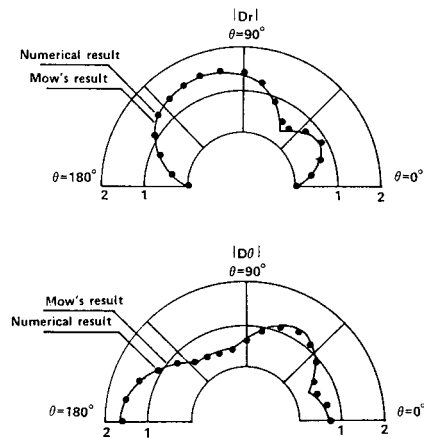 |Dr|
θ=90°
Numerical result
Mow's result
θ=180°
θ=0°
2 1 1 2
|Dθ|
θ=90°
Mow's result
Numerical result
θ=180°
θ=0°
2 1 1 2